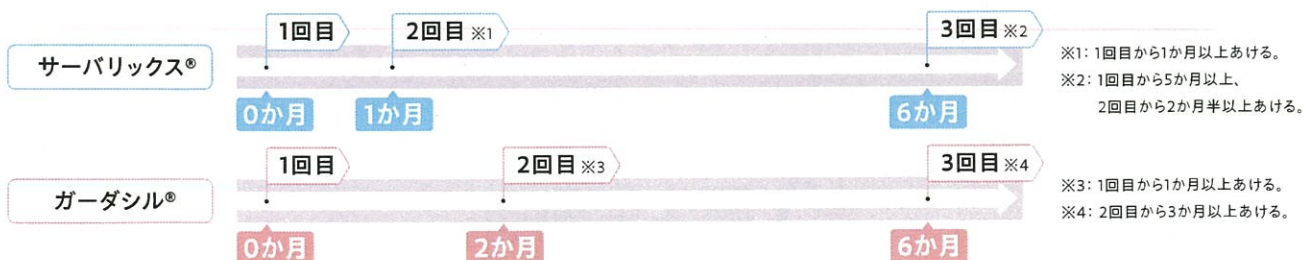 1回目
2回目 ※1
3回目 ※2
サーバリックス®
0か月
1か月
6か月
※1: 1回目から1か月以上あける。
※2: 1回目から5か月以上、
2回目から2か月半以上あける。
1回目
2回目 ※3
3回目 ※4
ガーダシル®
0か月
2か月
6か月
※3: 1回目から1か月以上あける。
※4: 2回目から3か月以上あける。